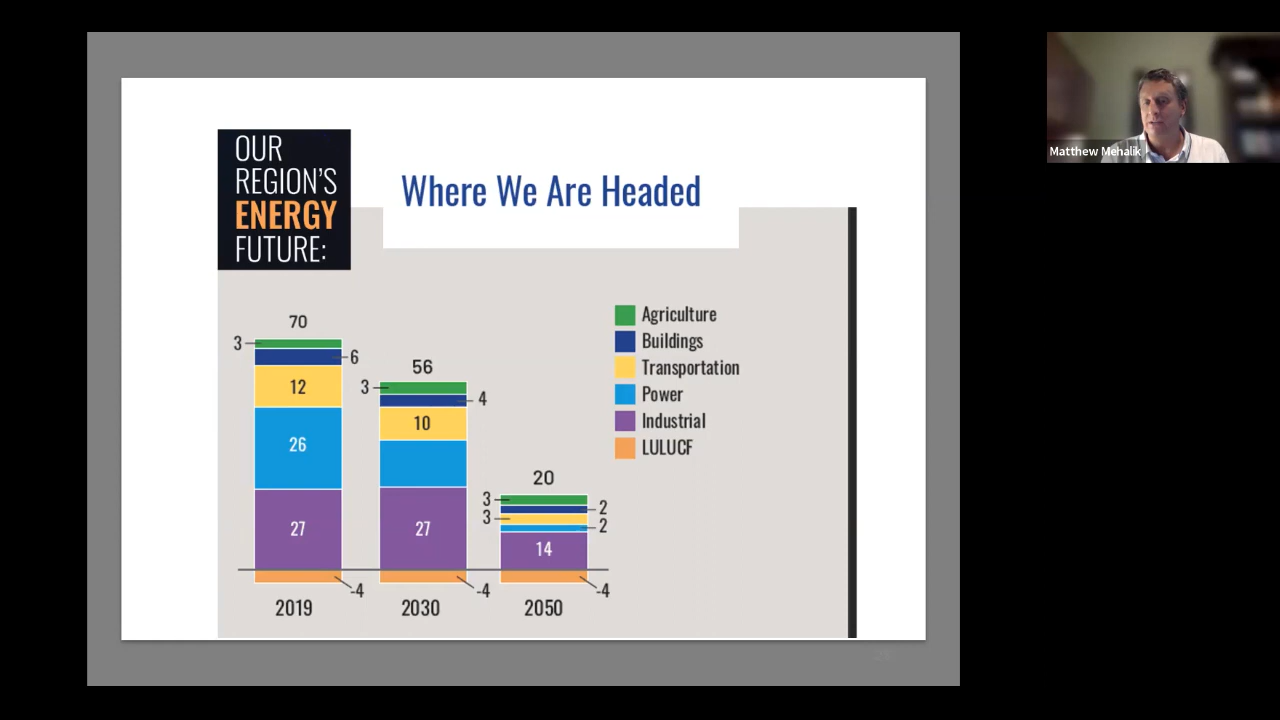 OUR
REGION'S
ENERGY
FUTURE:
Where We Are Headed
Matthew Mehalik
Agriculture
Buildings
Transportation
Power
Industrial
LULUCF
70
3
6
12
26
27
-4
2019
56
3
4
10
27
-4
2030
20
3
2
3
2
14
-4
2050